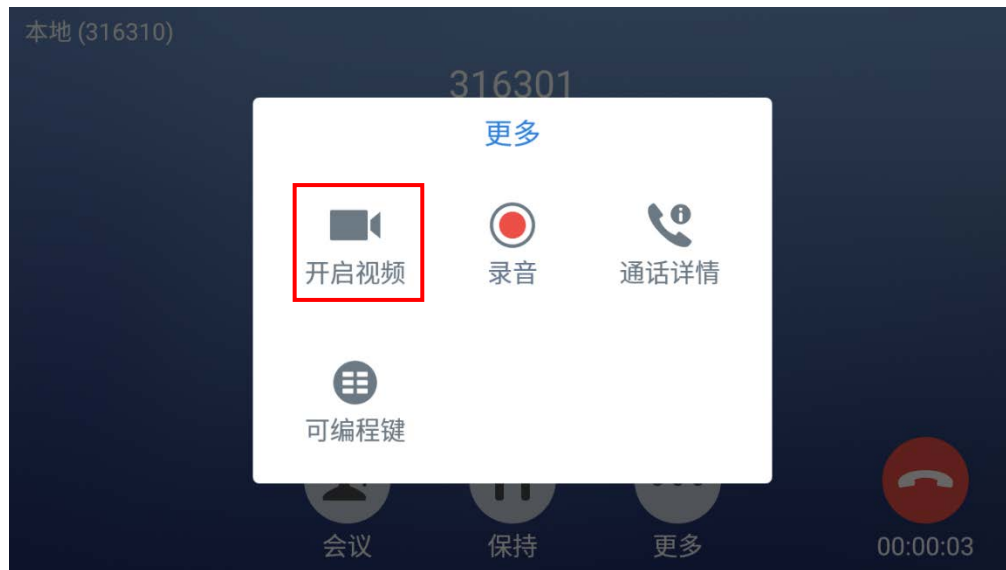 本地 (316310)
316301
更多
开启视频 录音 通话详情
可编程键
会议 保持 更多 00:00:03